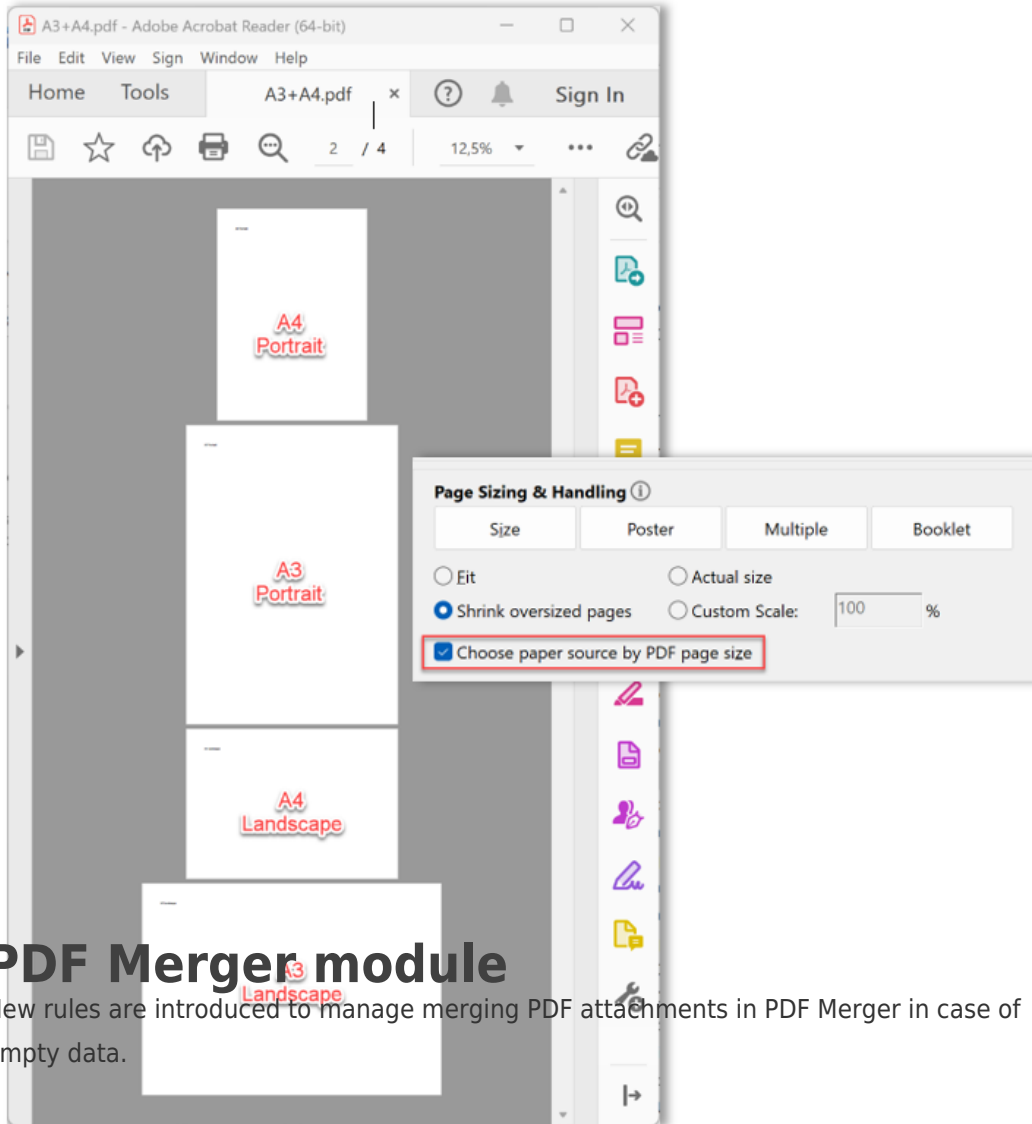 A3+A4.pdf - Adobe Acrobat Reader (64-bit)
File Edit View Sign Window Help
Home Tools A3+A4.pdf × ? Sign In
2 / 4 12,5%
A4
Portrait
A3
Portrait
Page Sizing & Handling
Size Poster Multiple Booklet
Fit Actual size
Shrink oversized pages Custom Scale: 100 %
Choose paper source by PDF page size
A4
Landscape
A3
Landscape
PDF Merger module
New rules are introduced to manage merging PDF attachments in PDF Merger in case of
mpty data.